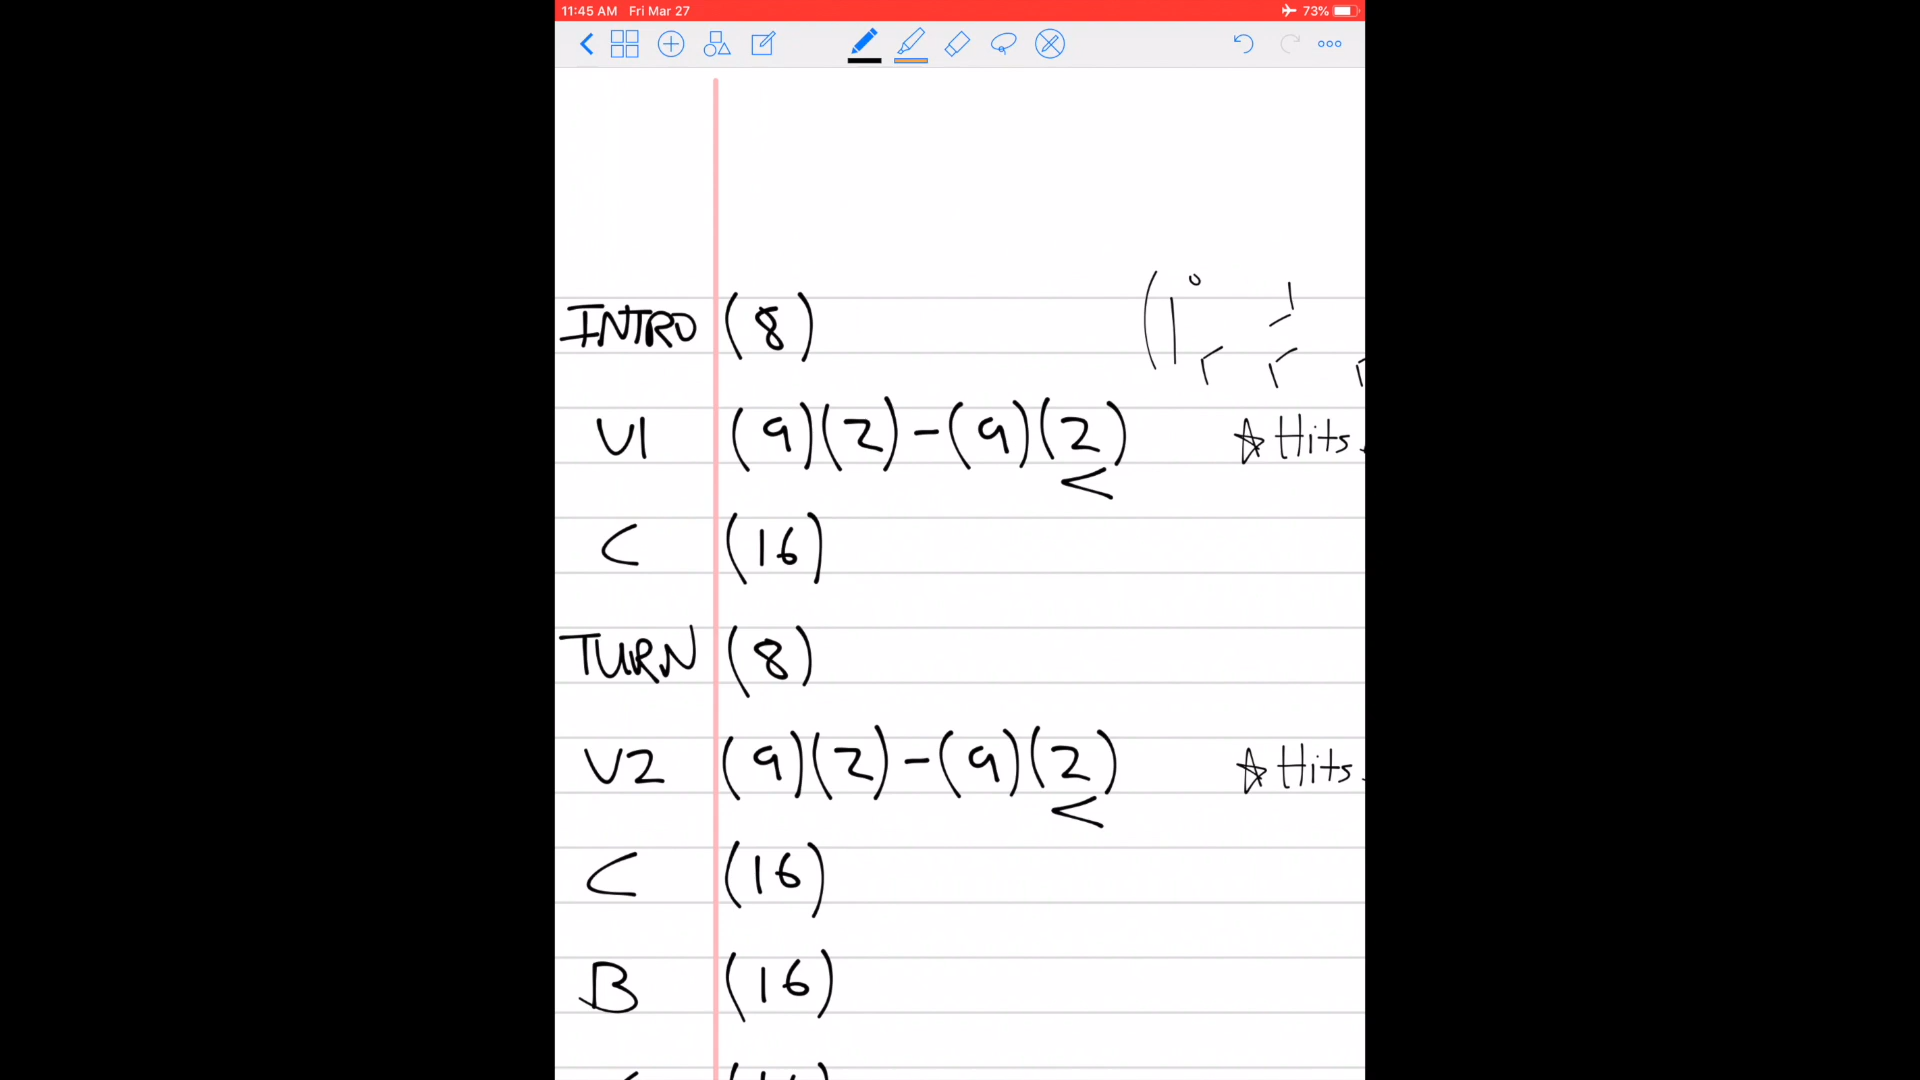 11:45 AM Fri Mar 27 73%
INTRO (8)
V1 (9)(2)-(9)(2) ☆Hits
<
C (16)
TURN (8)
V2 (9)(2)-(9)(2) ☆Hits
<
C (16)
B (16)